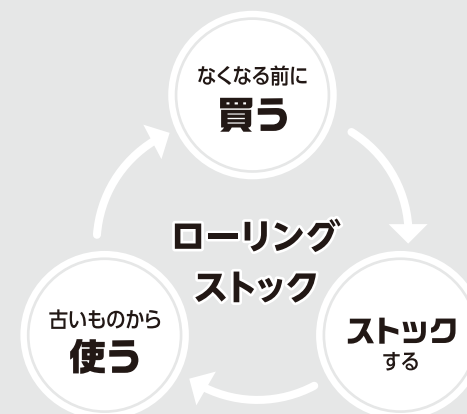 なくなる前に
買う
ローリング
ストック
古いものから
使う
ストック
する